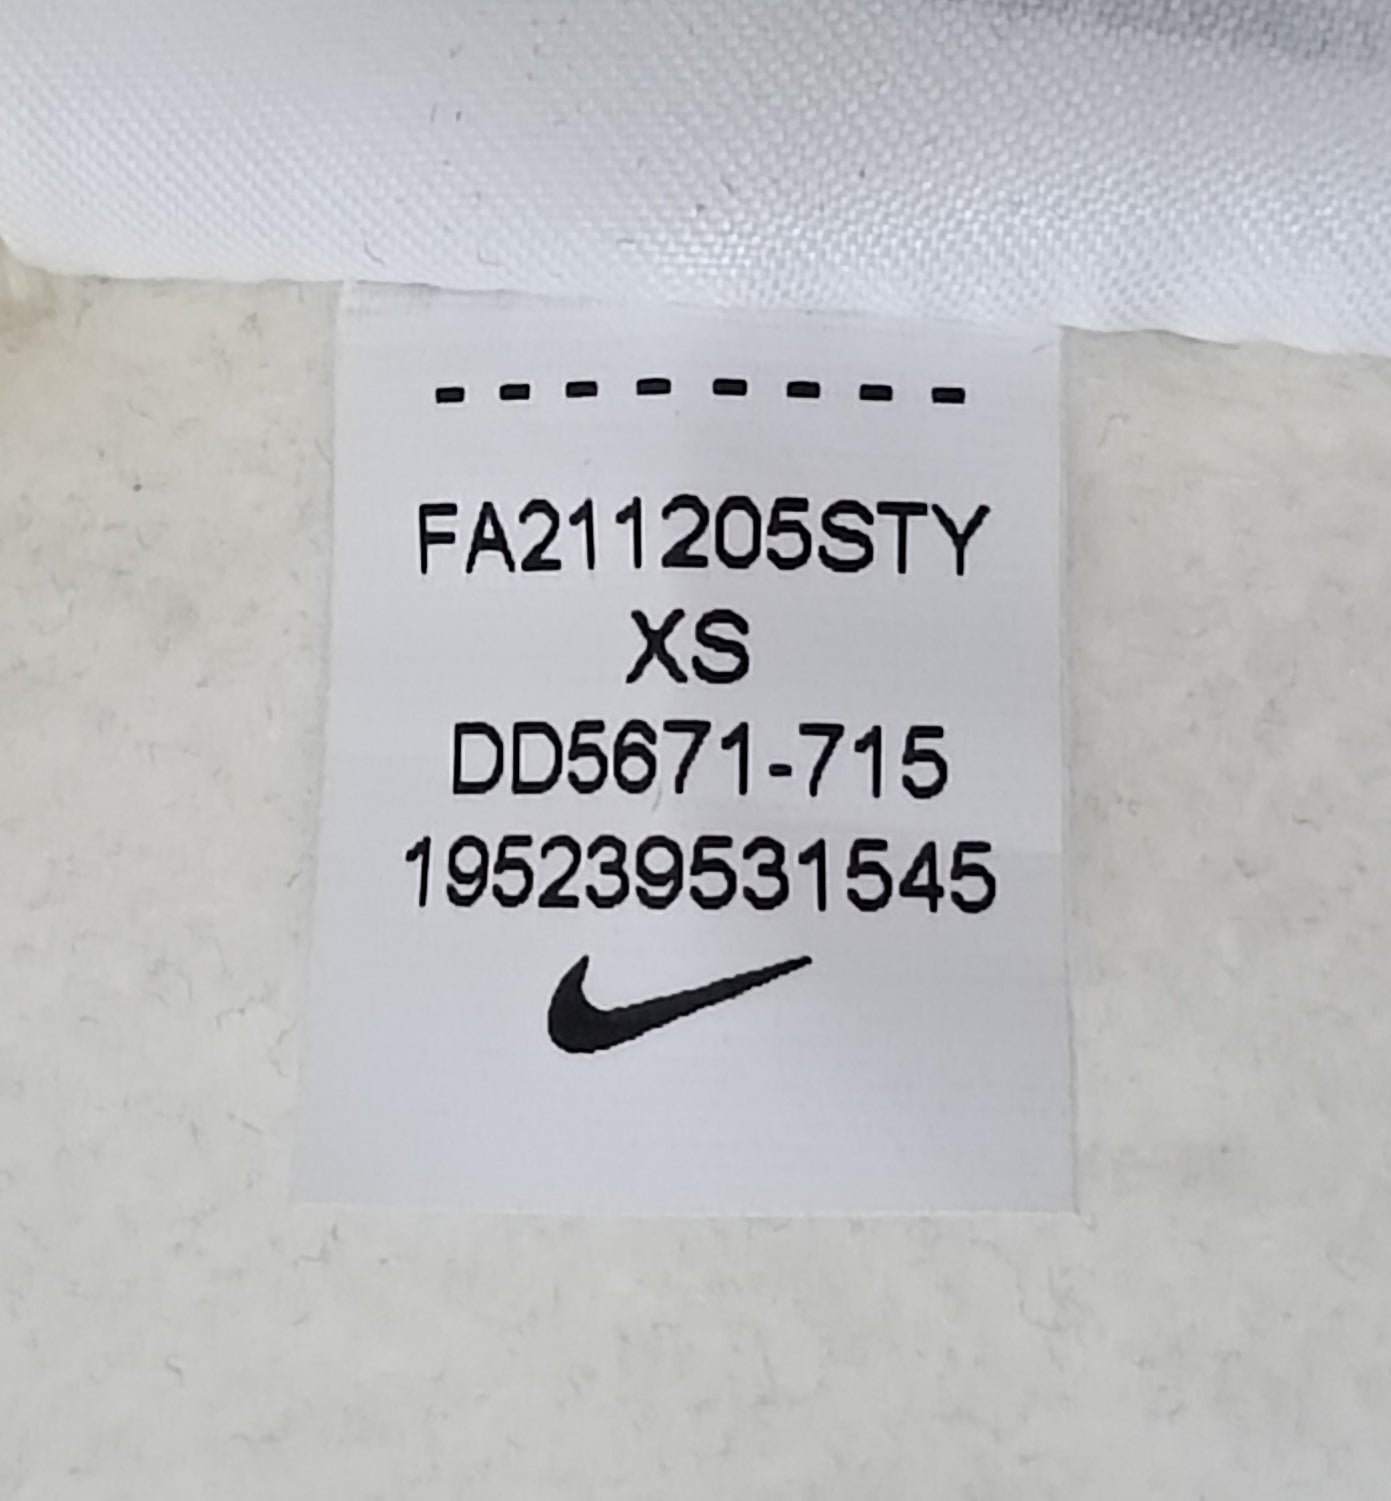 --------
FA211205STY
XS
DD5671-715
195239531545